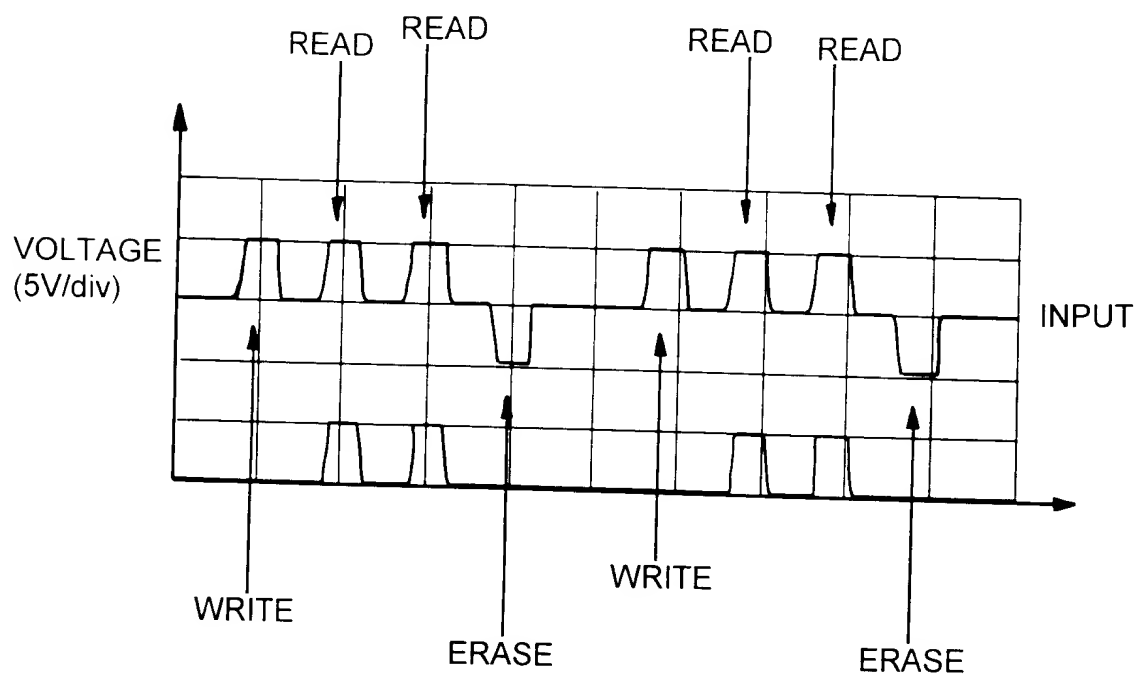 READ
READ
READ
READ
VOLTAGE
(5V/div)
INPUT
WRITE
WRITE
ERASE
ERASE